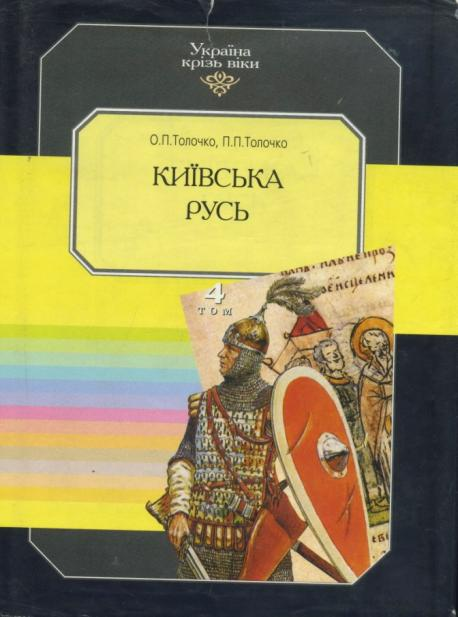 Україна
крізь віки
О.П.Толочко, П.П.Толочко
КИЇВСЬКА
РУСЬ
4
ТОМ